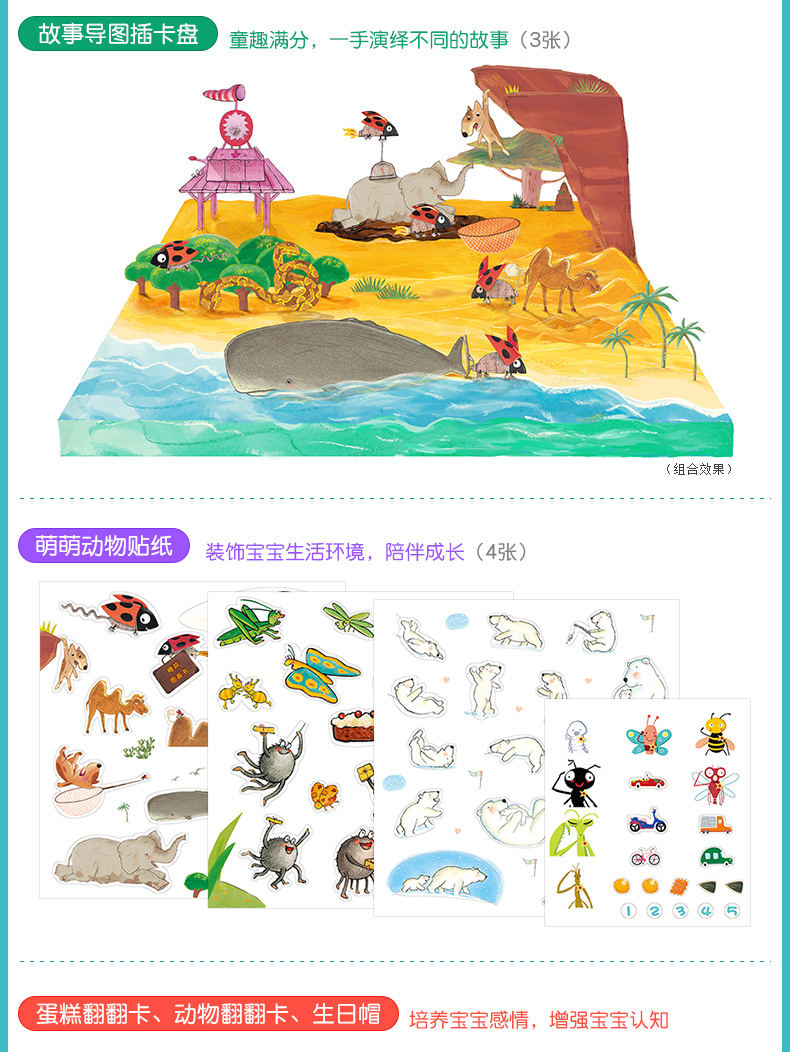 故事导图插卡盘 童趣满分，一手演绎不同的故事（3张）
（组合效果）
萌萌动物贴纸 装饰宝宝生活环境，陪伴成长（4张）
1 2 3 4 5
蛋糕翻翻卡、动物翻翻卡、生日帽 培养宝宝感情，增强宝宝认知